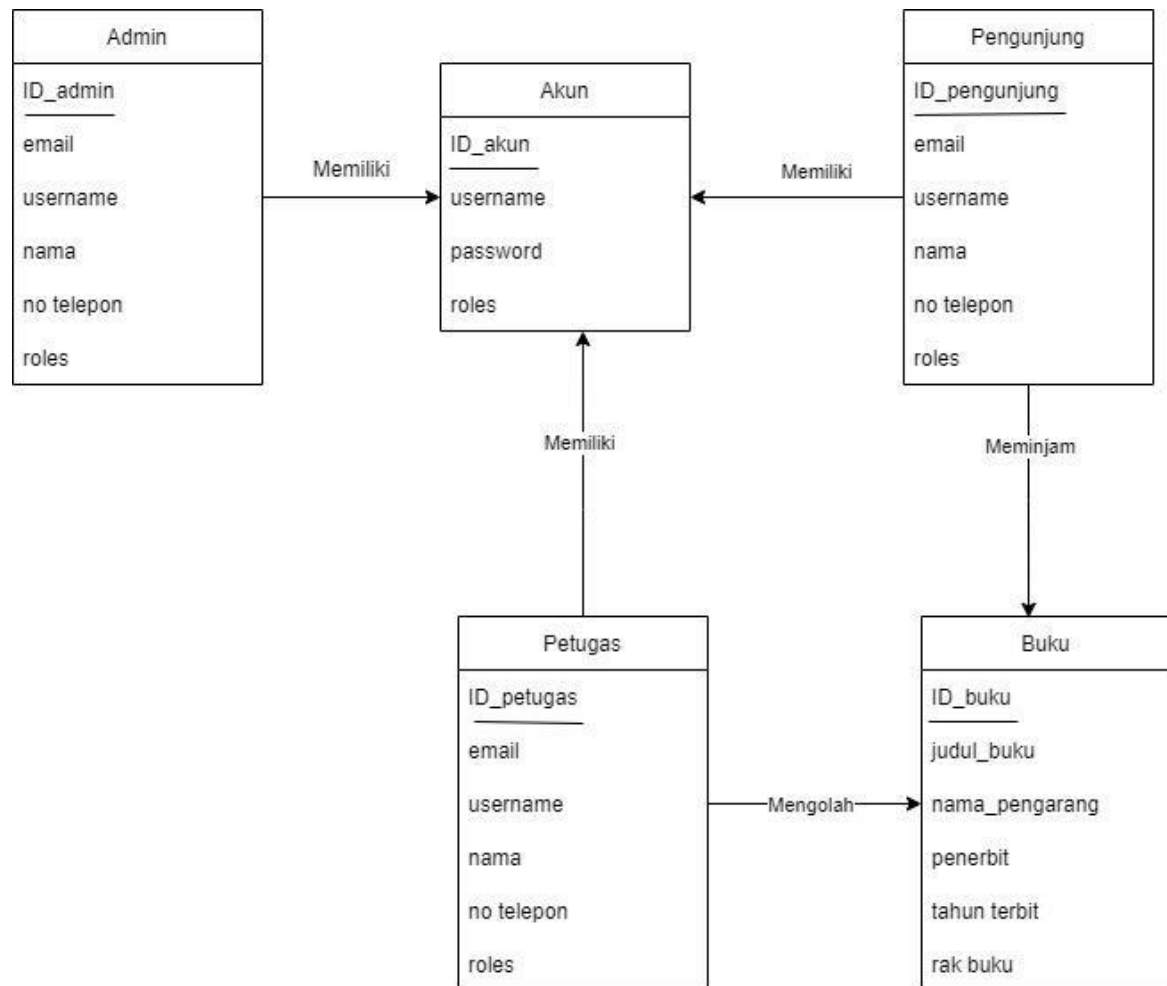 Admin
ID_admin
email
username
nama
no telepon
roles
Memiliki
Akun
ID_akun
username
password
roles
Memiliki
Pengunjung
ID_pengunjung
email
username
nama
no telepon
roles
Memiliki
Meminjam
Petugas
ID_petugas
email
username
nama
no telepon
roles
Mengolah
Buku
ID_buku
judul_buku
nama_pengarang
penerbit
tahun terbit
rak buku